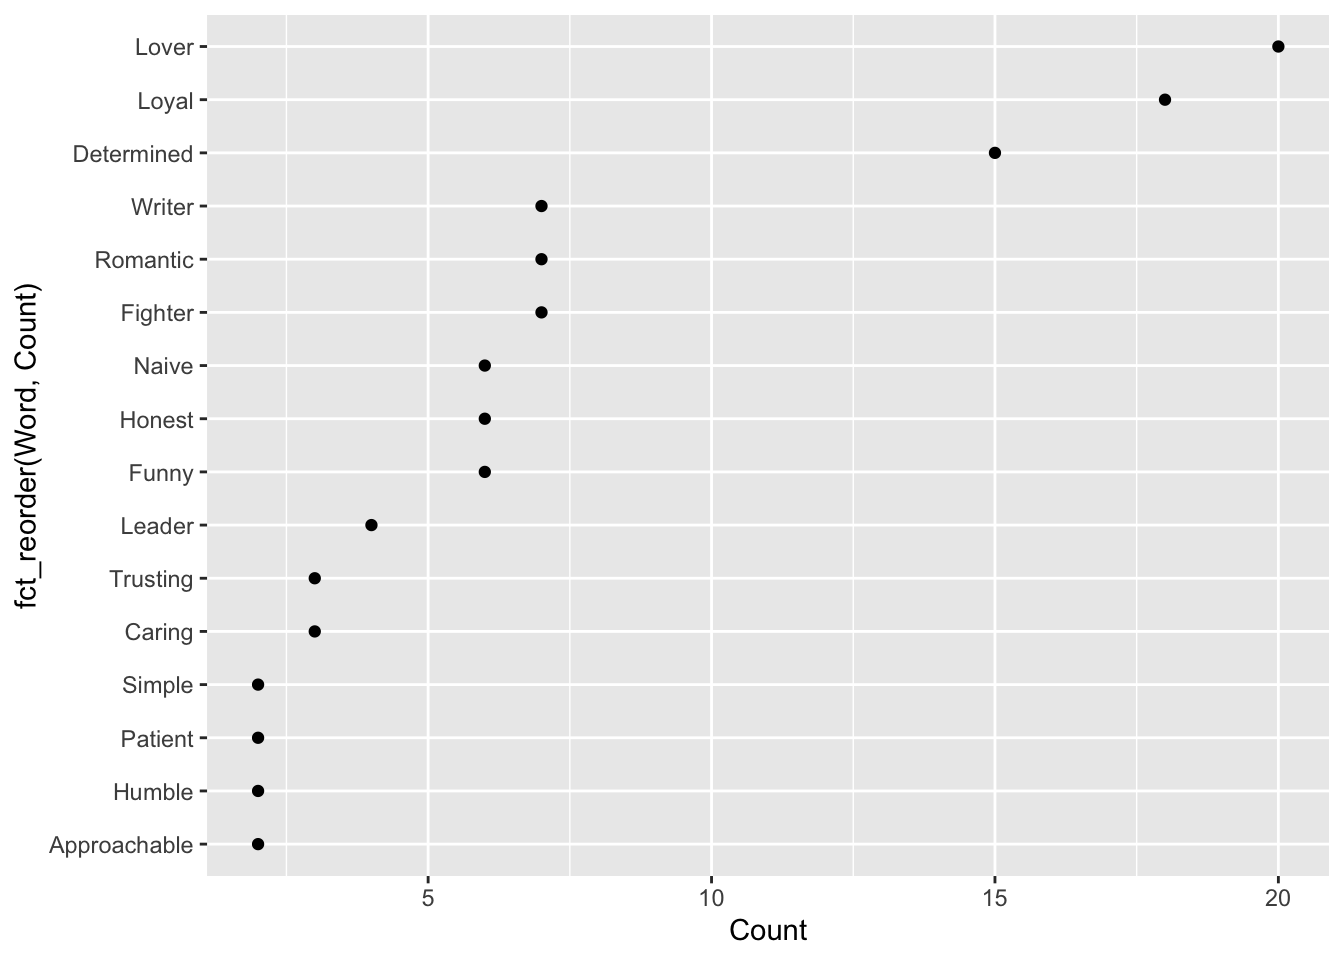 Lover
Loyal
Determined
Writer
Romantic
Fighter
Naive
Honest
Funny
Leader
Trusting
Caring
Simple
Patient
Humble
Approachable
fct_reorder(Word, Count)
5 10 15 20
Count